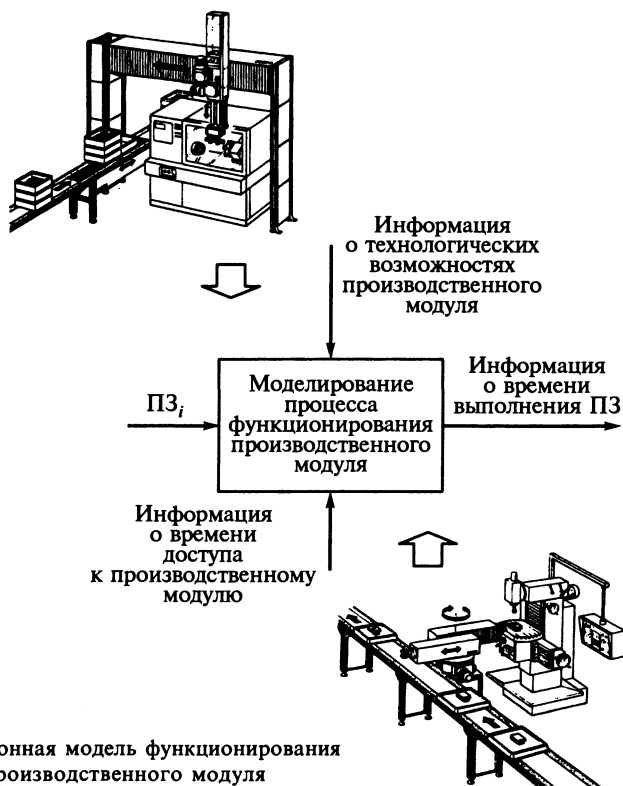 Информация
о технологических
возможностях
производственного
модуля
ПЗi
Моделирование
процесса
функционирования
производственного
модуля
Информация
о времени
выполнения ПЗ
Информация
о времени
доступа
к производственному
модулю
онная модель функционирования
роизводственного модуля